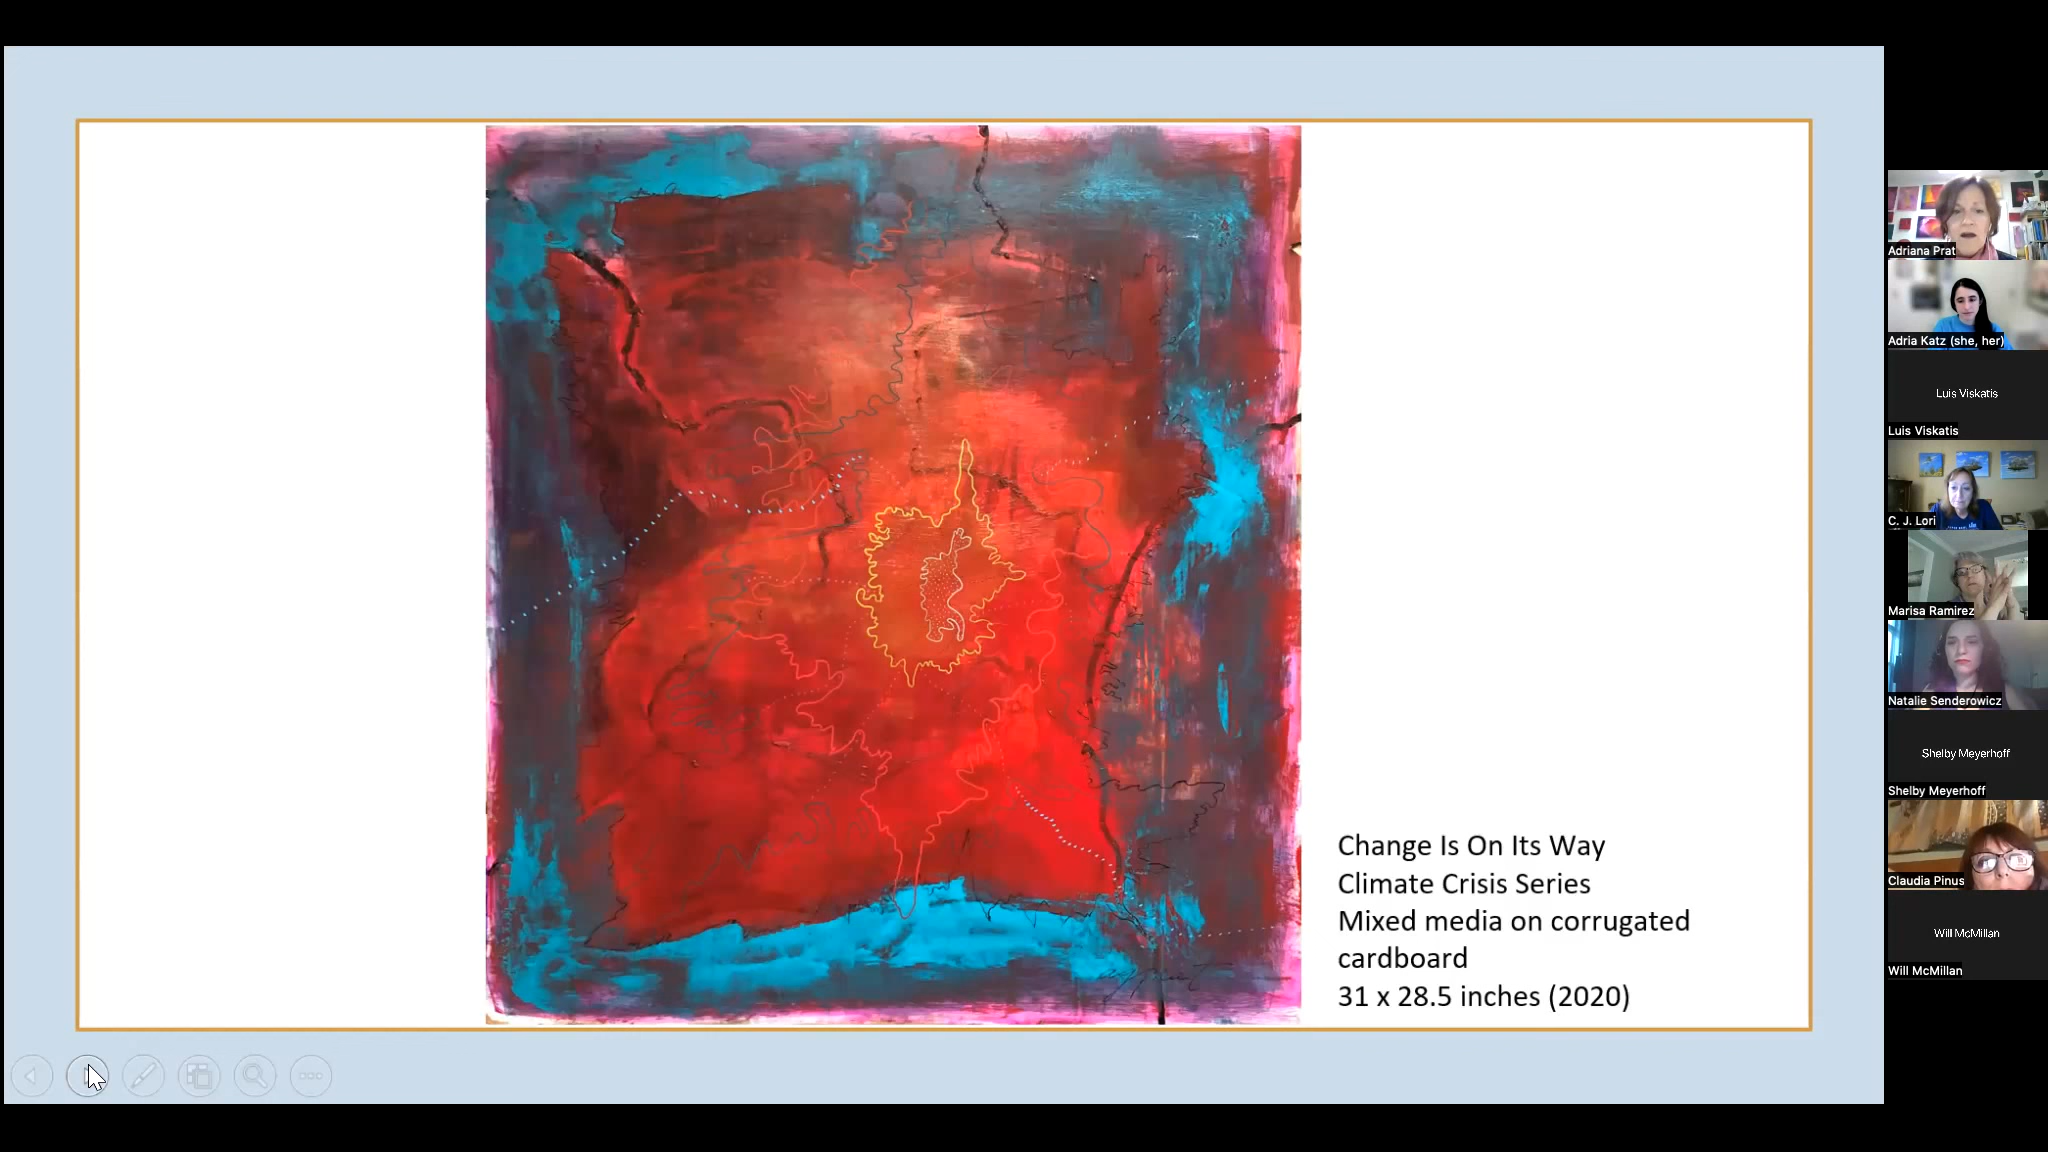 Change Is On Its Way
Climate Crisis Series
Mixed media on corrugated
cardboard
31 x 28.5 inches (2020)
Adriana Prat
Adria Katz (she, her)
Luis Viskatis
Luis Viskatis
C. J. Lori
Marisa Ramirez
Natalie Senderowicz
Shelby Meyerhoff
Shelby Meyerhoff
Claudia Pinus
Will McMillan
Will McMillan